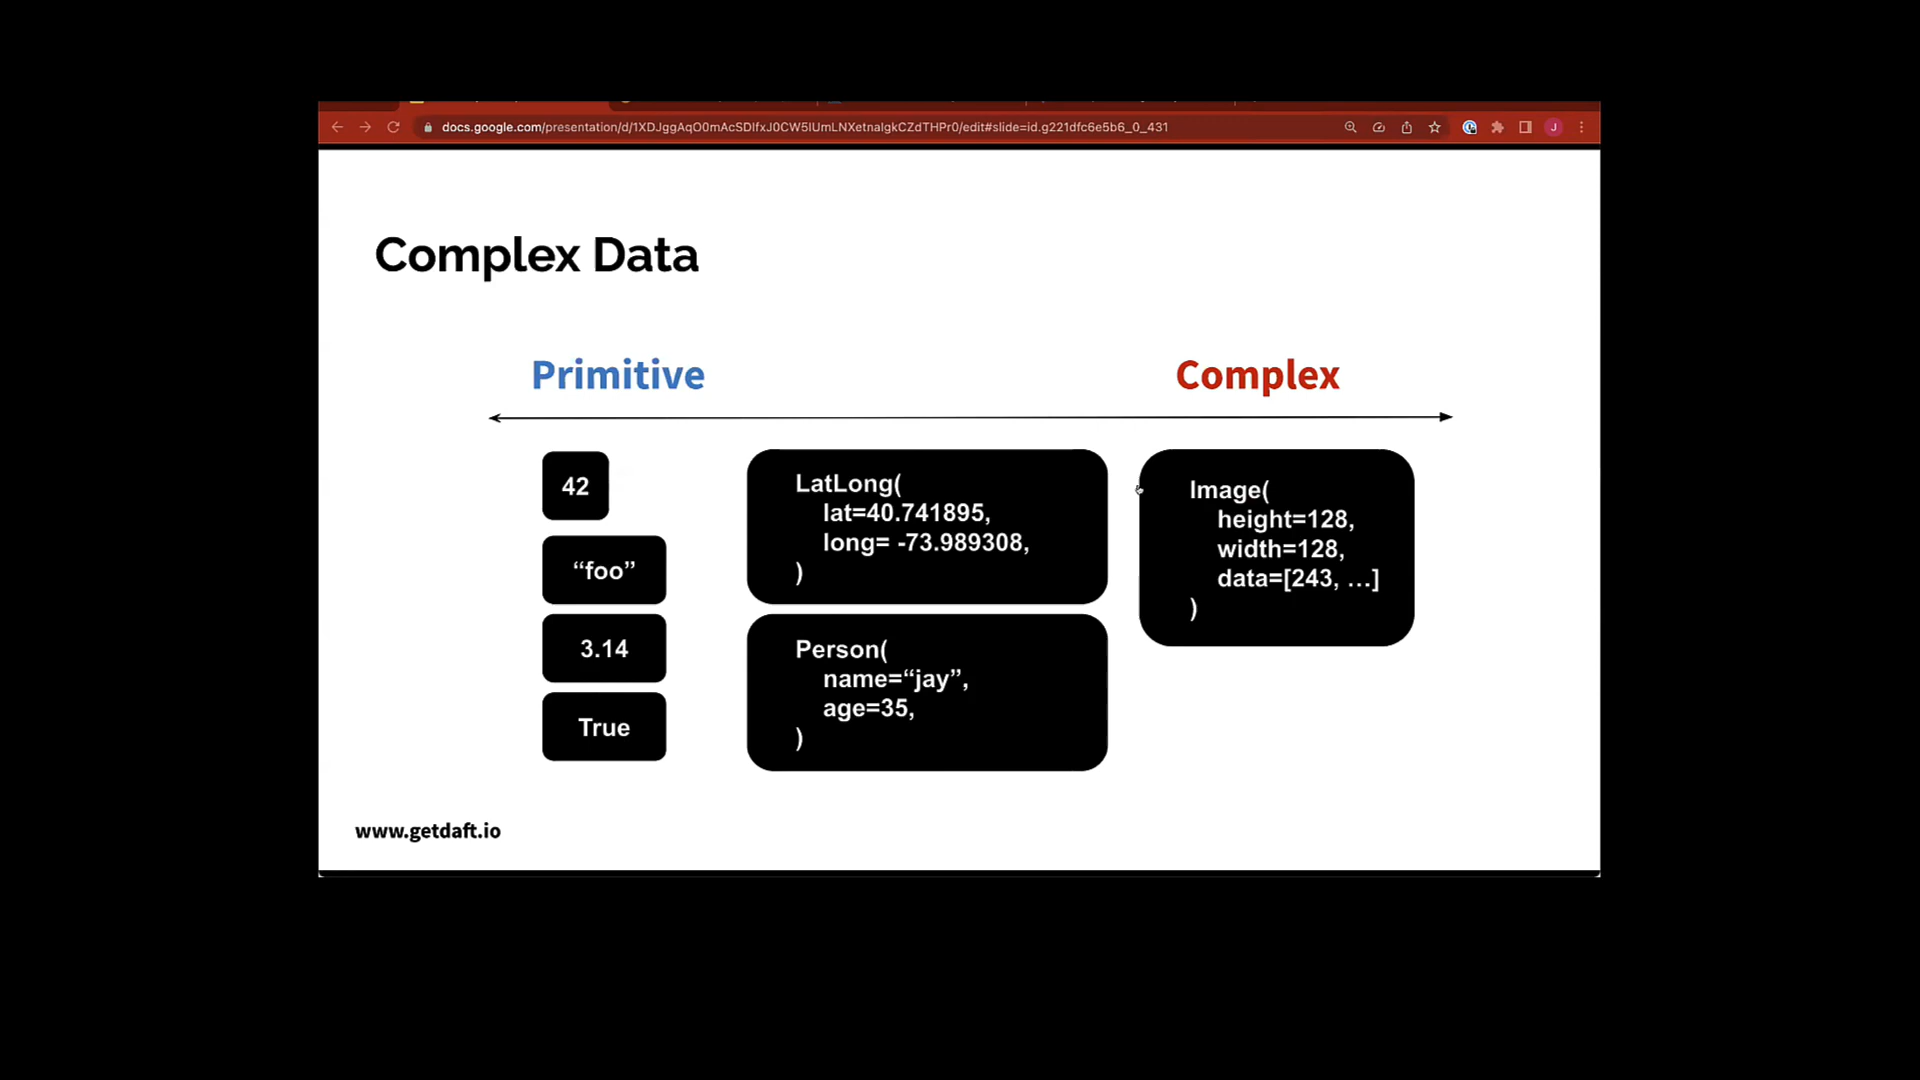 docs.google.com/presentation/d/1XDJggAqO0mAcSDlfxJ0CW5IUmLNXetnaIgkCZdTHPr0/edit#slide=id.g221dfc6e5b6_0_431
J
Complex Data
Primitive
Complex
42
“foo”
3.14
True
LatLong(
lat=40.741895,
long= -73.989308,
)
Person(
name=“jay”,
age=35,
)
Image(
height=128,
width=128,
data=[243, …]
)
www.getdaft.io